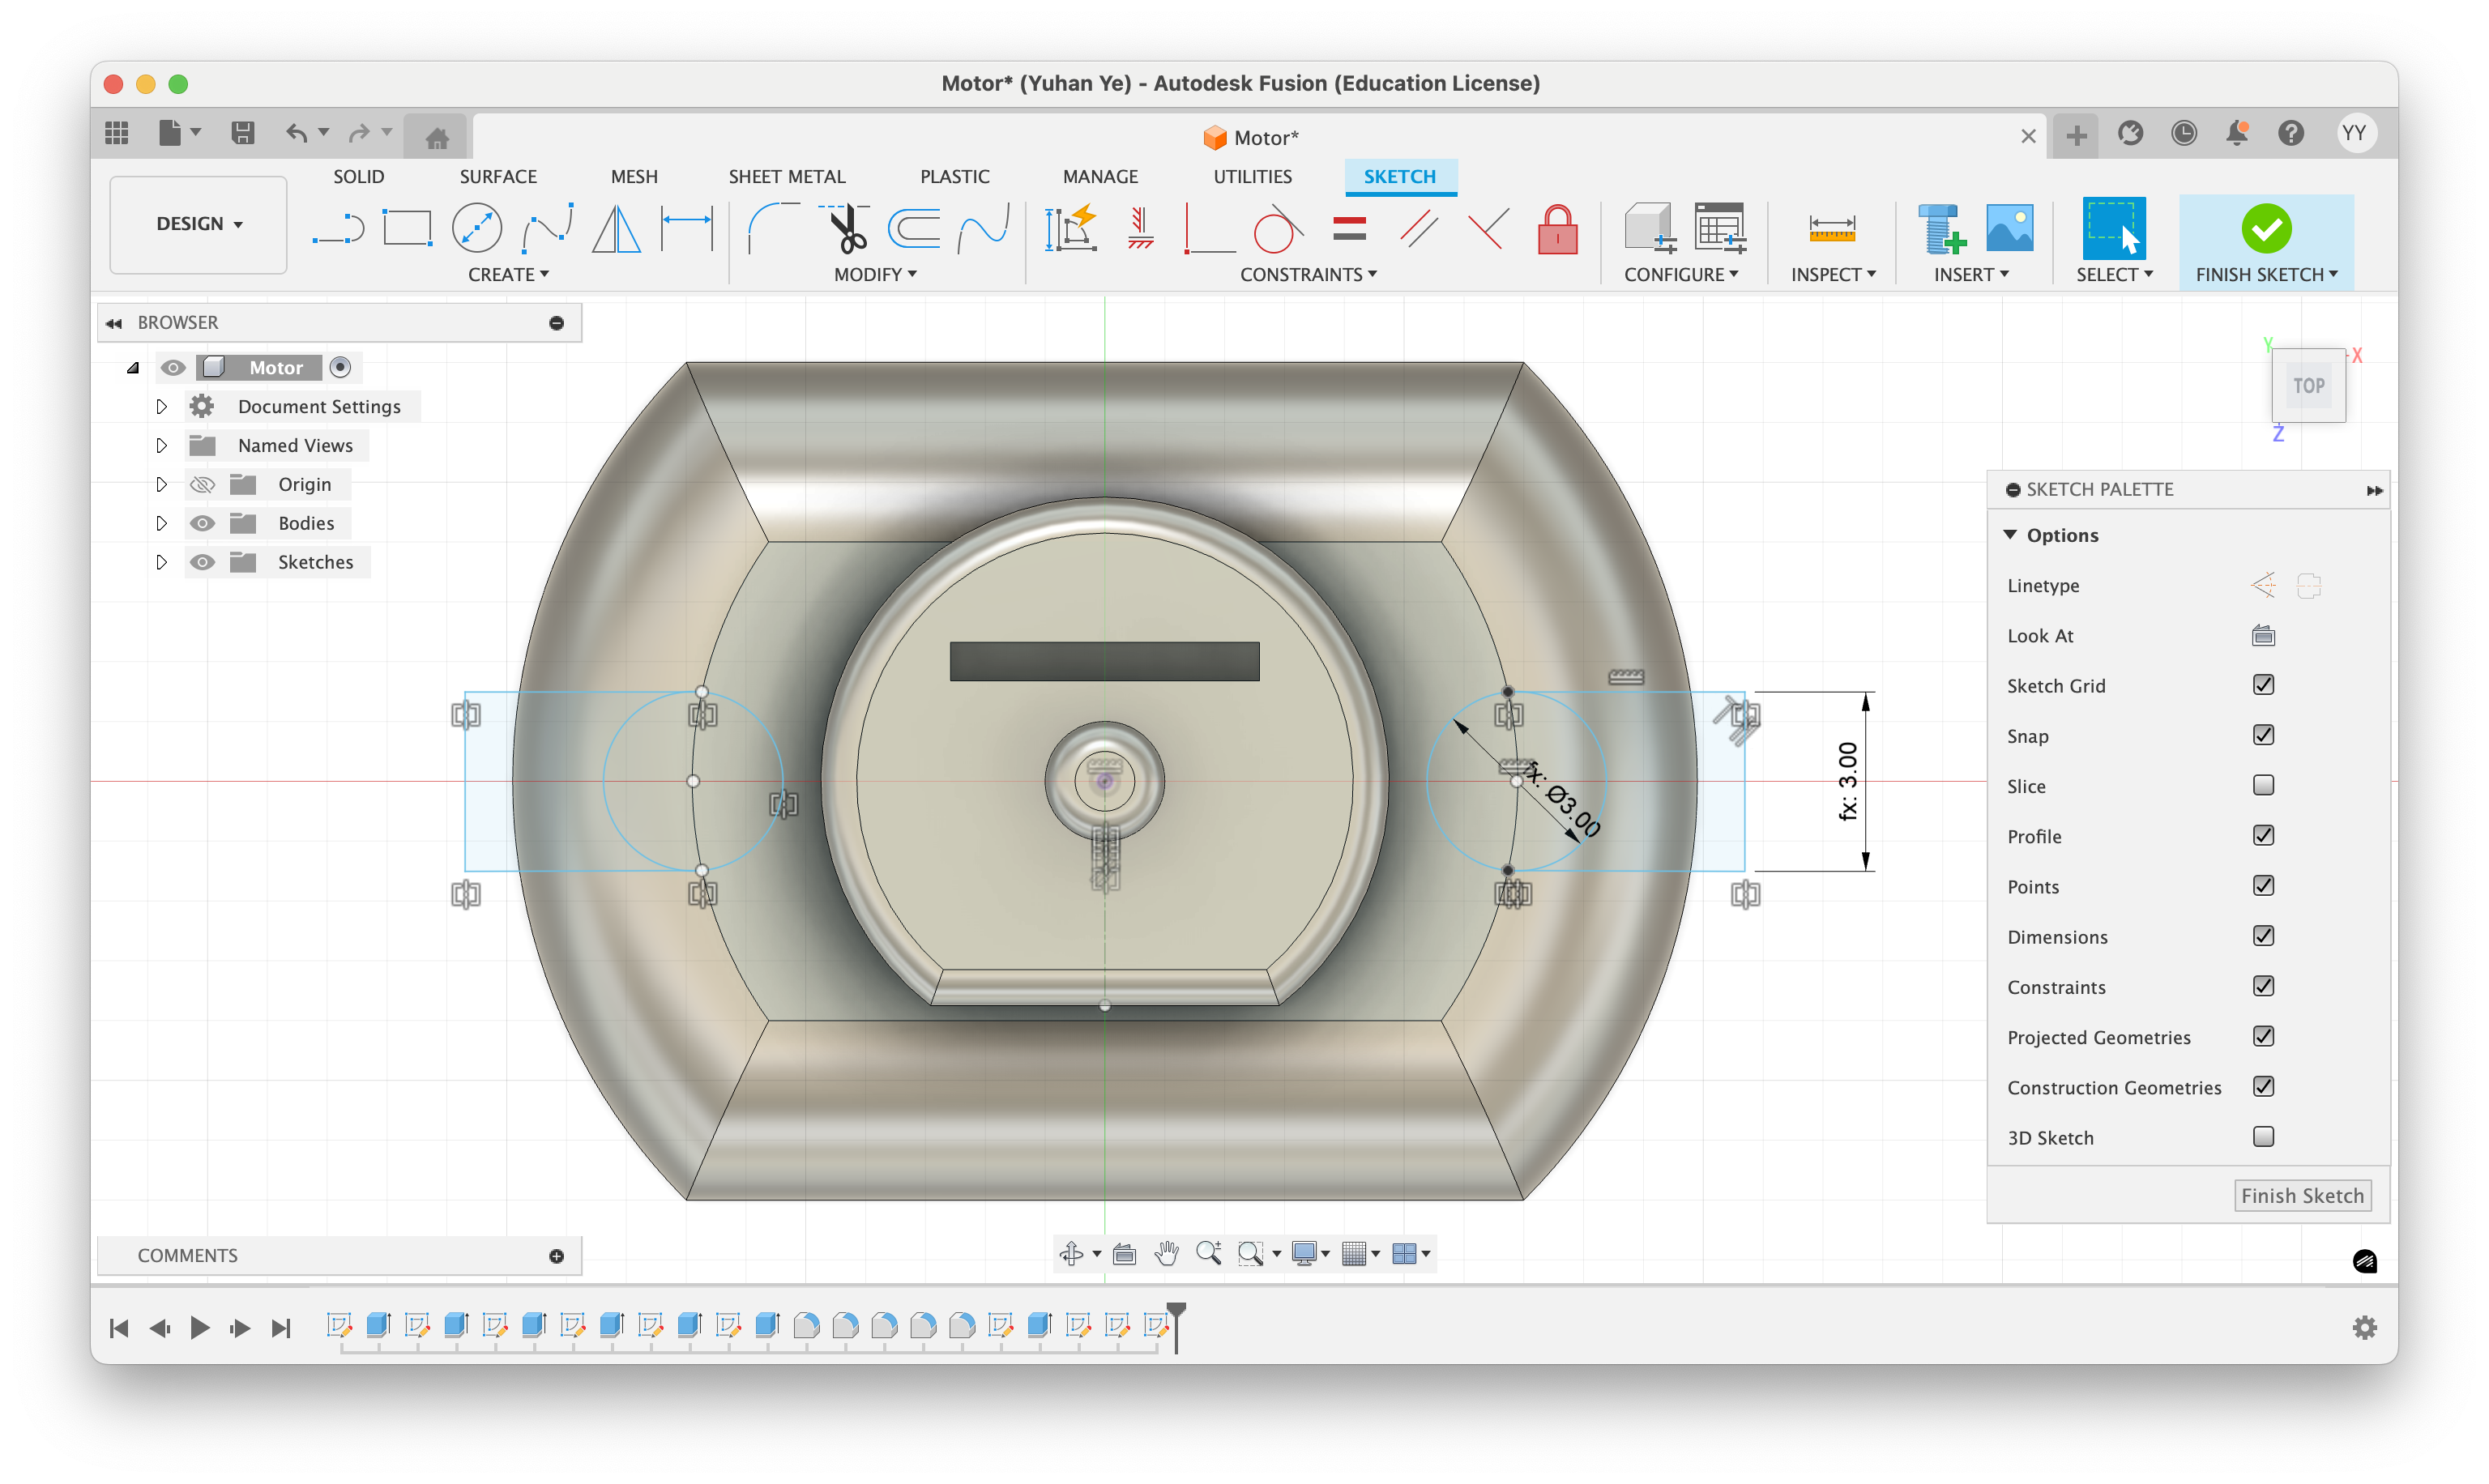 Motor* (Yuhan Ye) - Autodesk Fusion (Education License)
Motor*
YY
DESIGN
SOLID
SURFACE
MESH
SHEET METAL
PLASTIC
MANAGE
UTILITIES
SKETCH
CREATE
MODIFY
CONSTRAINTS
CONFIGURE
INSPECT
INSERT
SELECT
FINISH SKETCH
BROWSER
Motor
Document Settings
Named Views
Origin
Bodies
Sketches
Y
X
TOP
Z
fx: Ø3.00
fx: 3.00
SKETCH PALETTE
Options
Linetype
Look At
Sketch Grid
Snap
Slice
Profile
Points
Dimensions
Constraints
Projected Geometries
Construction Geometries
3D Sketch
Finish Sketch
COMMENTS